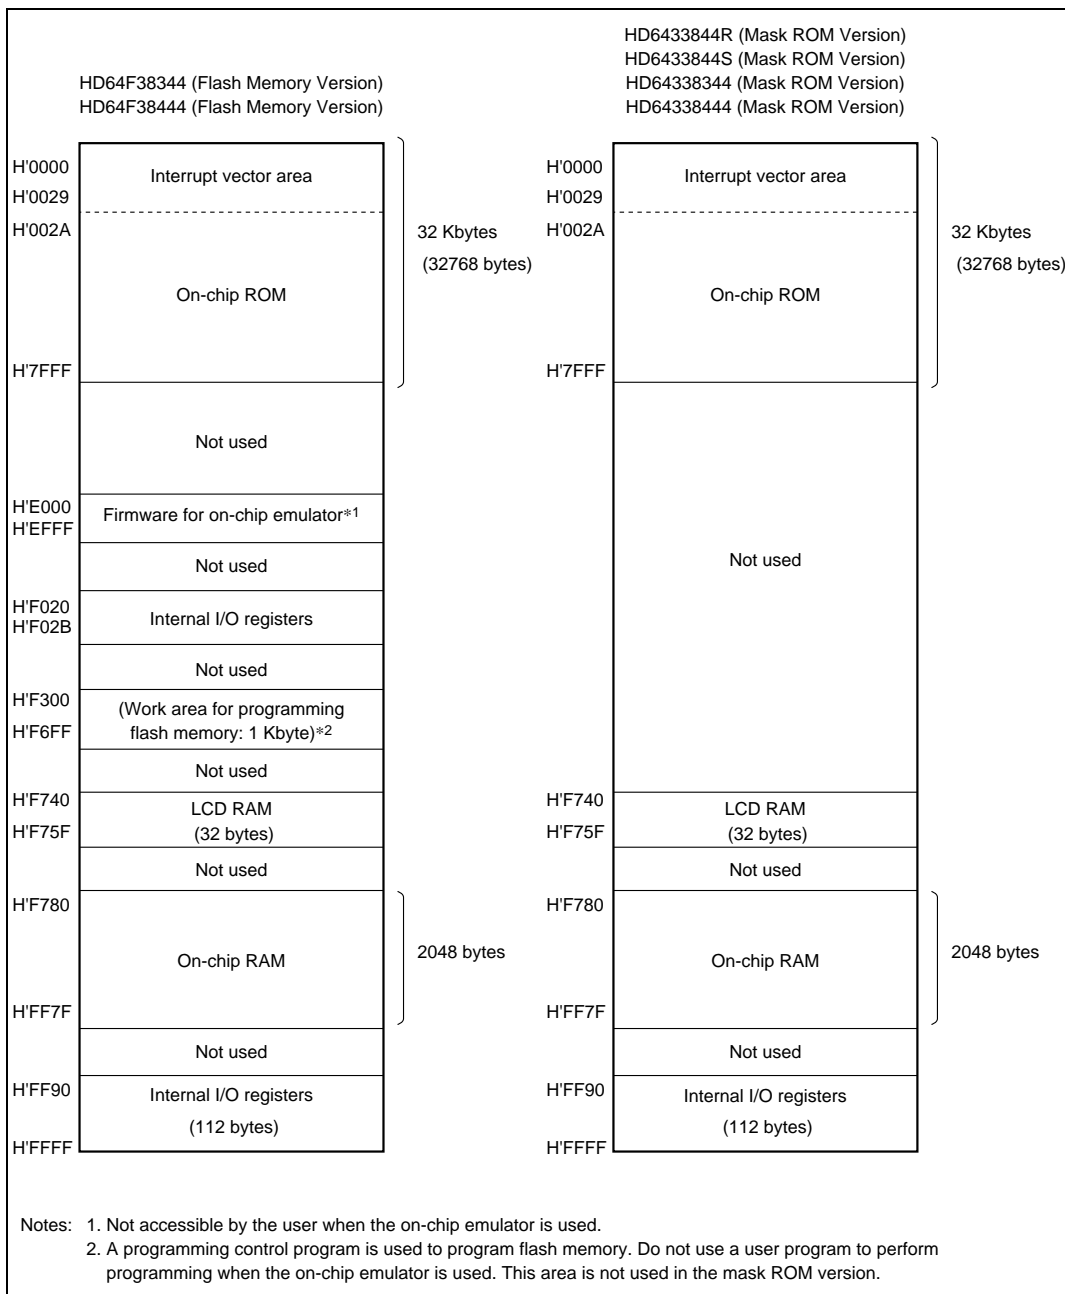 HD64F38344 (Flash Memory Version)
HD64F38444 (Flash Memory Version)
H'0000
Interrupt vector area
H'0029
H'002A
32 Kbytes
(32768 bytes)
On-chip ROM
H'7FFF
Not used
H'E000
Firmware for on-chip emulator*1
H'EFFF
Not used
H'F020
Internal I/O registers
H'F02B
Not used
H'F300
(Work area for programming
flash memory: 1 Kbyte)*2
H'F6FF
Not used
H'F740
LCD RAM
(32 bytes)
H'F75F
Not used
H'F780
On-chip RAM
2048 bytes
H'FF7F
Not used
H'FF90
Internal I/O registers
(112 bytes)
H'FFFF
HD6433844R (Mask ROM Version)
HD6433844S (Mask ROM Version)
HD64338344 (Mask ROM Version)
HD64338444 (Mask ROM Version)
H'0000
Interrupt vector area
H'0029
H'002A
32 Kbytes
(32768 bytes)
On-chip ROM
H'7FFF
Not used
H'F740
LCD RAM
(32 bytes)
H'F75F
Not used
H'F780
On-chip RAM
2048 bytes
H'FF7F
Not used
H'FF90
Internal I/O registers
(112 bytes)
H'FFFF
Notes: 1. Not accessible by the user when the on-chip emulator is used.
2. A programming control program is used to program flash memory. Do not use a user program to perform
programming when the on-chip emulator is used. This area is not used in the mask ROM version.